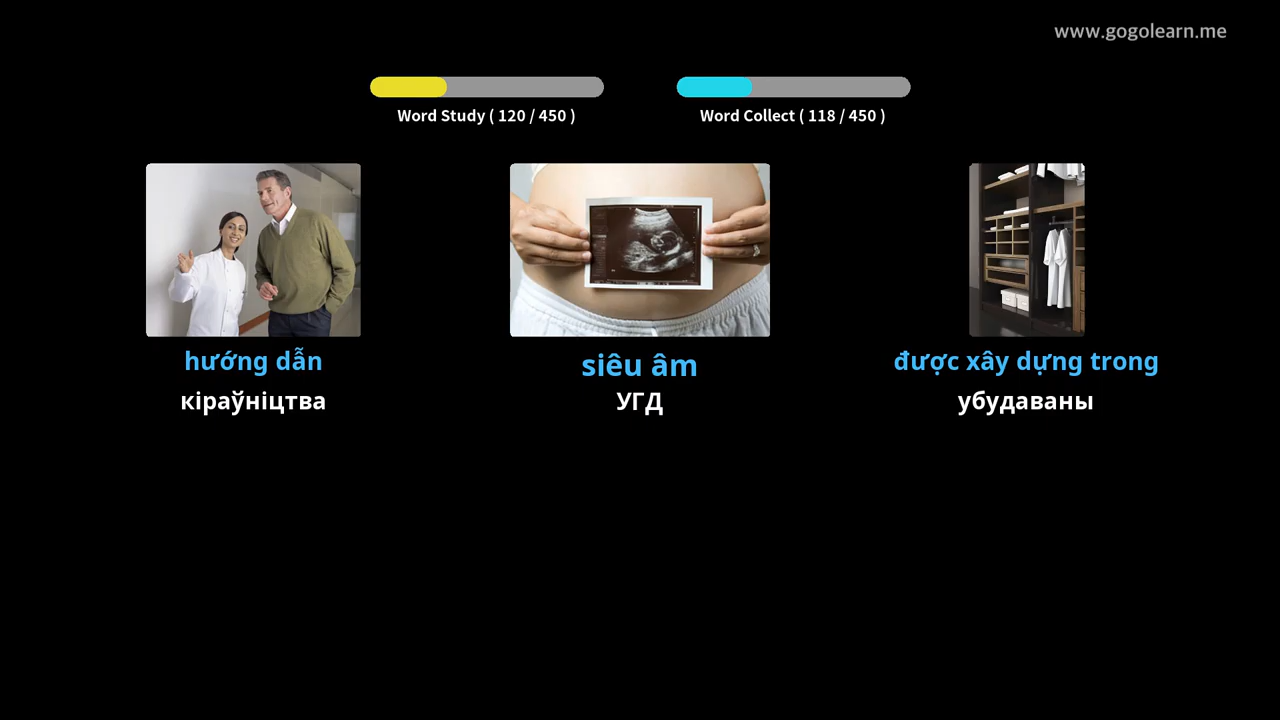 www.gogolearn.me
Word Study ( 120 / 450 )
Word Collect ( 118 / 450 )
hướng dẫn
кіраўніцтва
siêu âm
УГД
được xây dựng trong
убудаваны